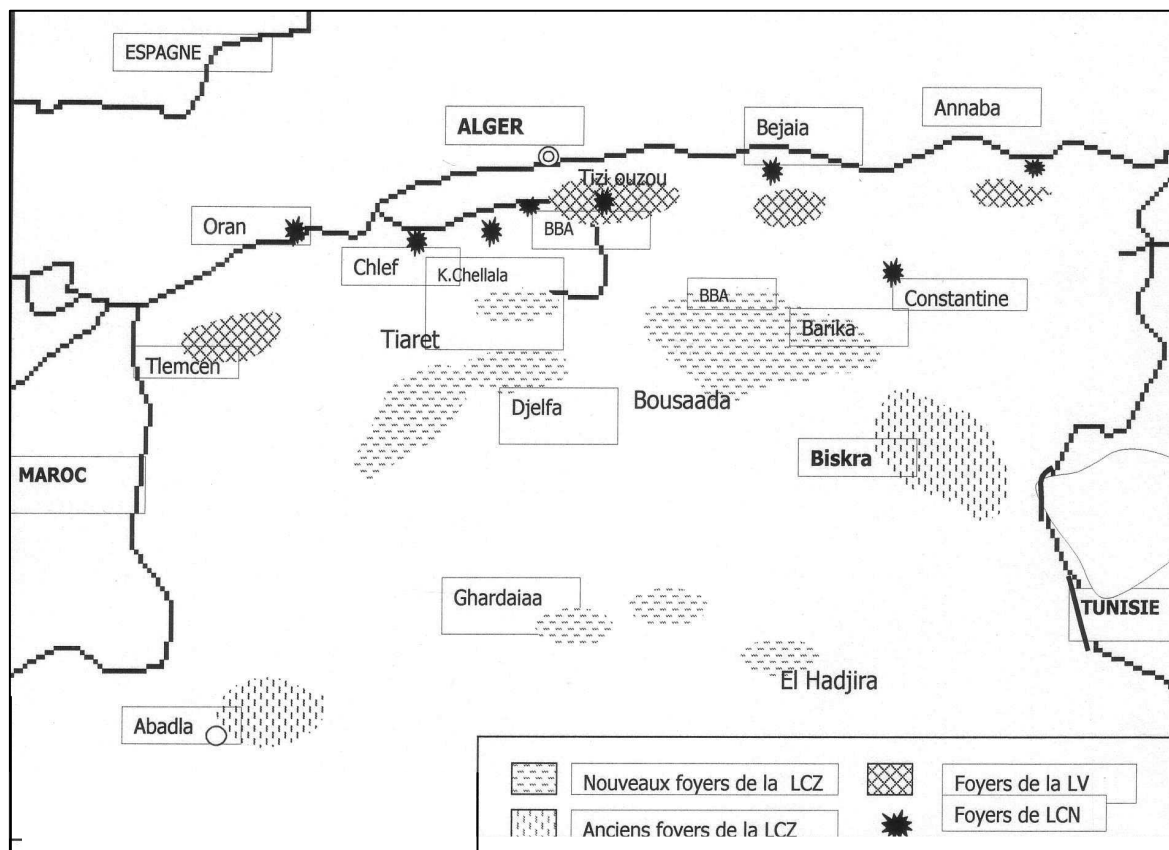 ESPAGNE
ALGER
Bejaia
Annaba
Tizi ouzou
Oran
BBA
Chlef
K.Chellala
BBA
Constantine
Barika
Tiaret
Tlemcen
Djelfa
Bousaada
Biskra
MAROC
Ghardaiaa
TUNISIE
El Hadjira
Abadla
Nouveaux foyers de la LCZ
Foyers de la LV
Anciens foyers de la LCZ
Foyers de LCN